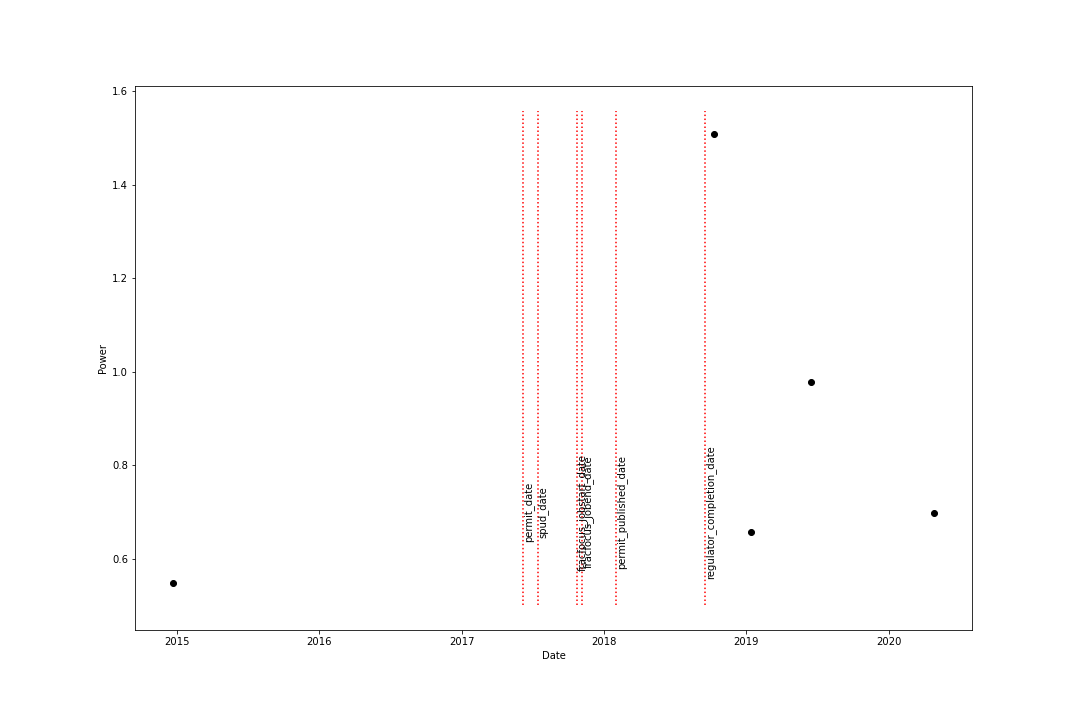 1.6
1.4
1.2
1.0
0.8
0.6
Power
permit_date
spud_date
fracfocus_jobstart_date
fracfocus_jobend_date
permit_published_date
regulator_completion_date
2015 2016 2017 2018 2019 2020
Date